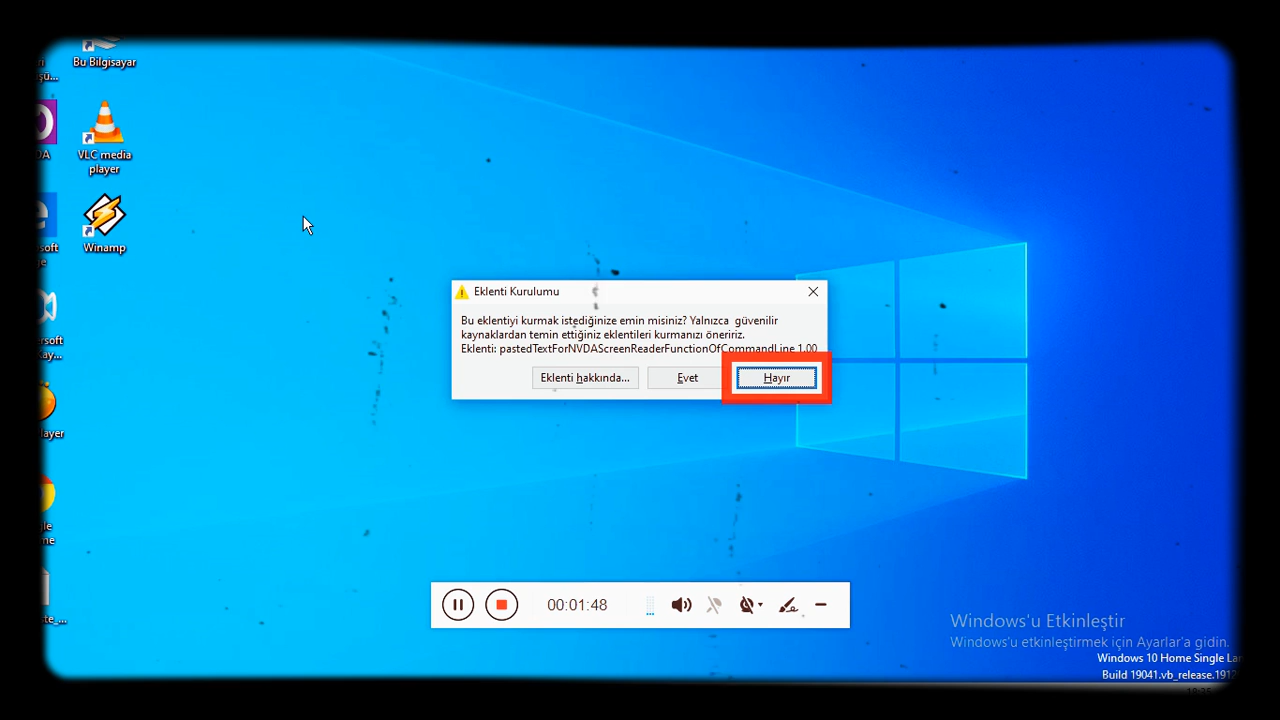 Bu Bilgisayar
VLC media
player
Winamp
Eklenti Kurulumu
Bu eklentiyi kurmak istediğinize emin misiniz? Yalnızca güvenilir
kaynaklardan temin ettiğiniz eklentileri kurmanızı öneririz.
Eklenti: pastedTextForNVDAScreenReaderFunctionOfCommandLine 1.00
Eklenti hakkında...
Evet
Hayır
00:01:48
Windows'u Etkinleştir
Windows'u etkinleştirmek için Ayarlar'a gidin.
Windows 10 Home Single La
Build 19041.vb_release.191